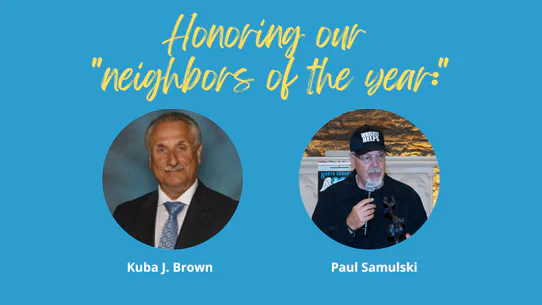 Honoring our
"neighbors of the year:"
Kuba J. Brown
Paul Samulski